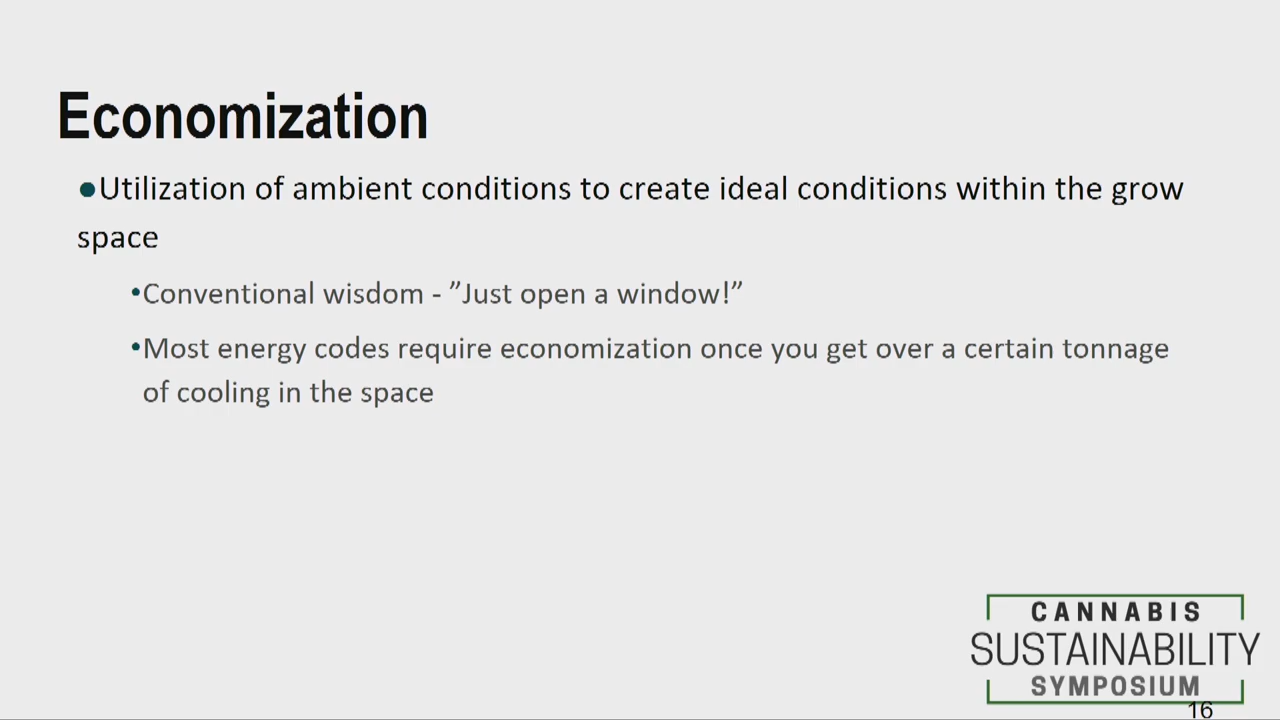 Economization
●Utilization of ambient conditions to create ideal conditions within the grow
space
•Conventional wisdom - ”Just open a window!”
•Most energy codes require economization once you get over a certain tonnage
of cooling in the space
CANNABIS
SUSTAINABILITY
SYMPOSIUM
16